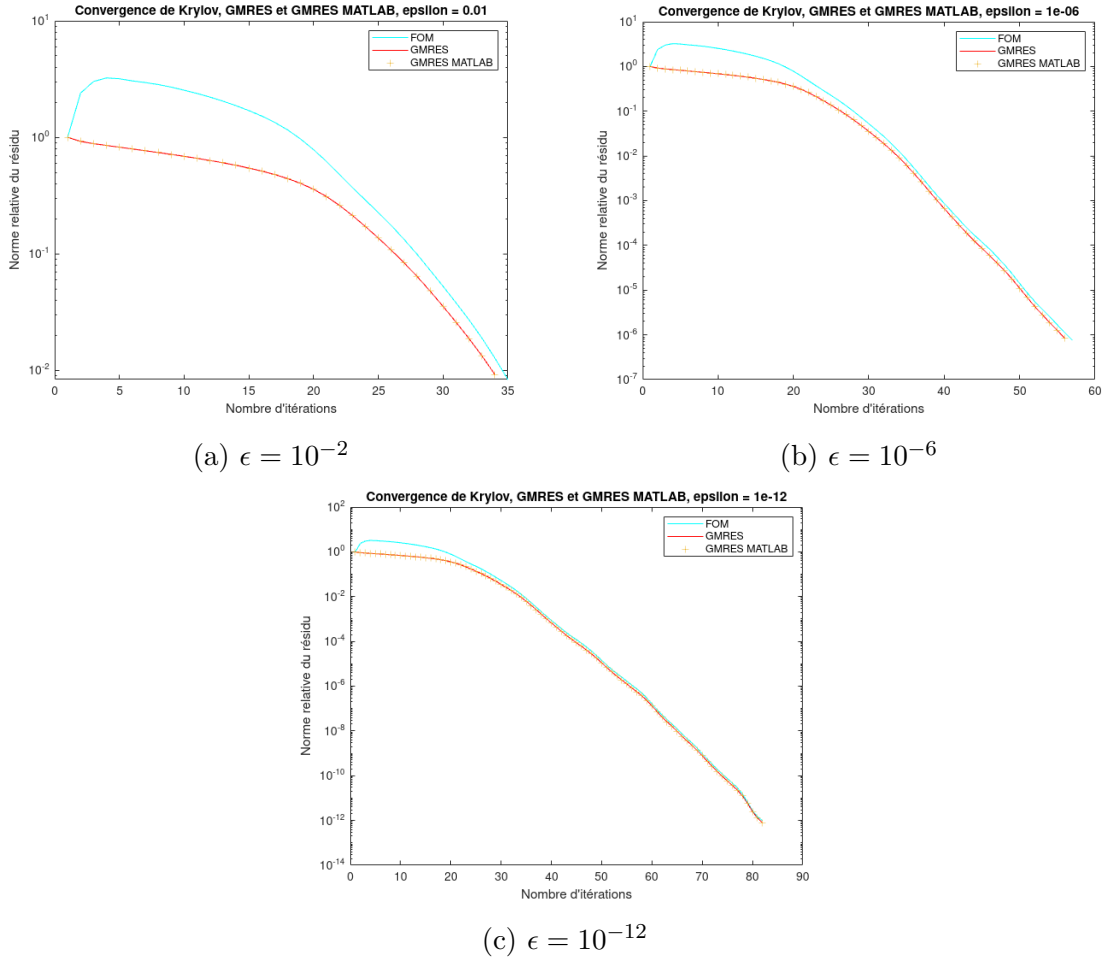 Convergence de Krylov, GMRES et GMRES MATLAB, epsilon = 0.01
10^1
10^0
10^-1
10^-2
Norme relative du résidu
FOM
GMRES
GMRES MATLAB
0 5 10 15 20 25 30 35
Nombre d'itérations
(a) ϵ = 10^-2
Convergence de Krylov, GMRES et GMRES MATLAB, epsilon = 1e-06
10^1
10^0
10^-1
10^-2
10^-3
10^-4
10^-5
10^-6
10^-7
Norme relative du résidu
FOM
GMRES
GMRES MATLAB
0 10 20 30 40 50 60
Nombre d'itérations
(b) ϵ = 10^-6
Convergence de Krylov, GMRES et GMRES MATLAB, epsilon = 1e-12
10^2
10^0
10^-2
10^-4
10^-6
10^-8
10^-10
10^-12
10^-14
Norme relative du résidu
FOM
GMRES
GMRES MATLAB
0 10 20 30 40 50 60 70 80 90
Nombre d'itérations
(c) ϵ = 10^-12